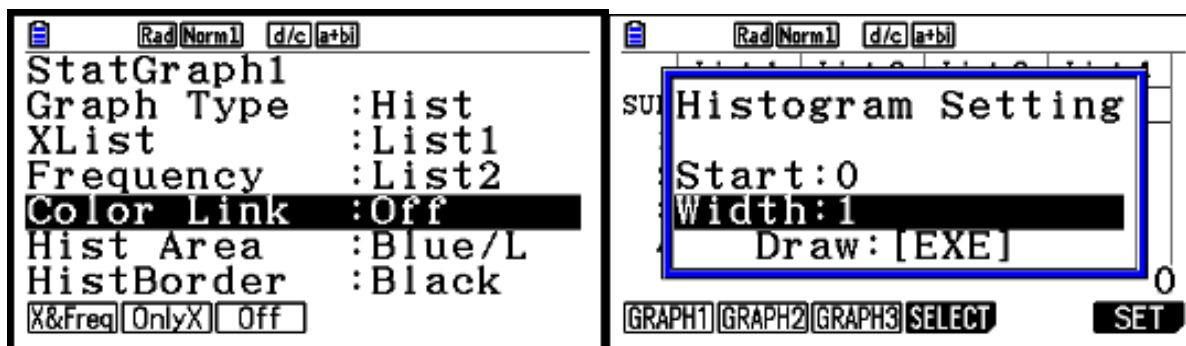 Rad Norm1 d/c a+bi
StatGraph1
Graph Type :Hist
XList :List1
Frequency :List2
Color Link :Off
Hist Area :Blue/L
HistBorder :Black
X&Freq OnlyX Off
Rad Norm1 d/c a+bi
SU
Histogram Setting
Start:0
Width:1
Draw:[EXE]
0
GRAPH1 GRAPH2 GRAPH3 SELECT SET